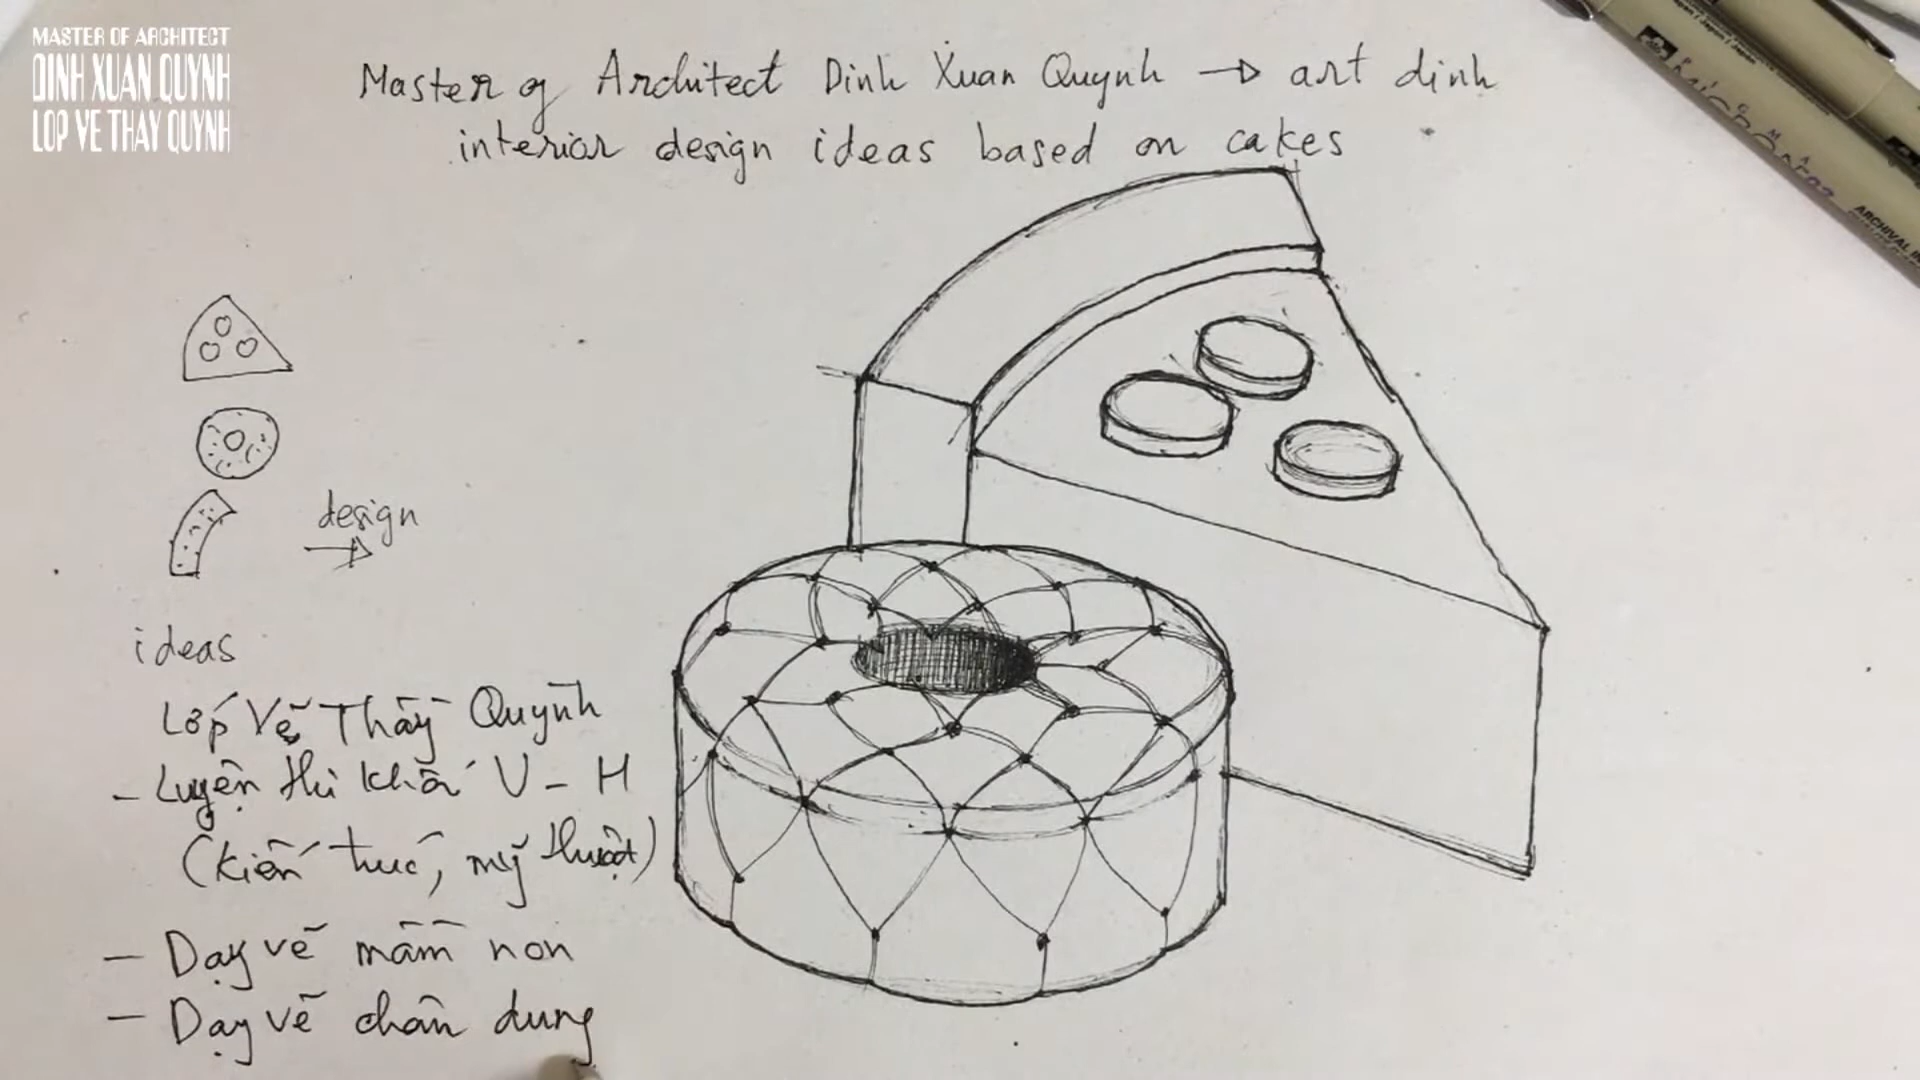 MASTER OF ARCHITECT
DINH XUAN QUYNH
LOP VE THAY QUYNH
Master of Architect Dinh Xuan Quynh → art dinh
interior design ideas based on cakes
design
→
ideas
Lớp Vẽ Thầy Quỳnh
- Luyện thi khối V - H
(kiến trúc, mỹ thuật)
- Dạy vẽ mầm non
- Dạy vẽ chân dung